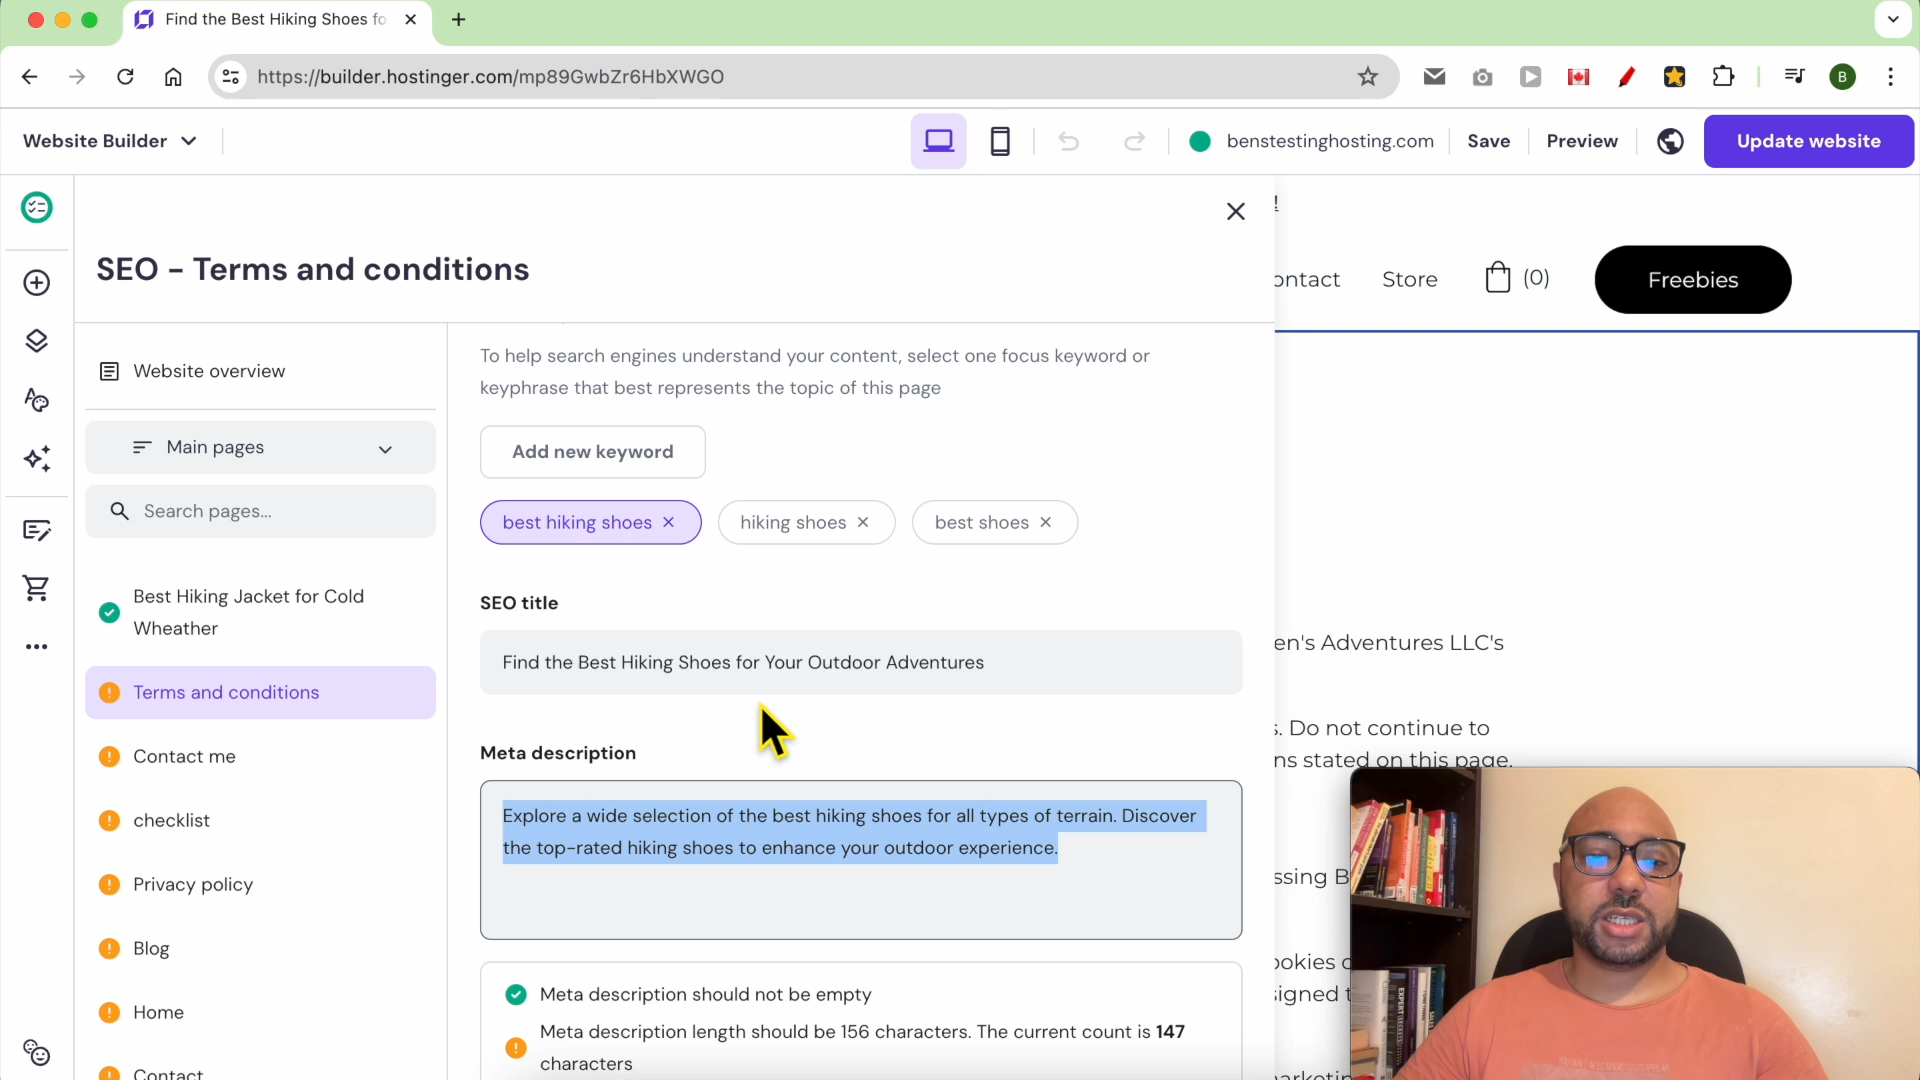 Find the Best Hiking Shoes fo
https://builder.hostinger.com/mp89GwbZr6HbXWGO
B
Website Builder
benstestinghosting.com
Save
Preview
Update website
SEO - Terms and conditions
ontact
Store
(0)
Freebies
Website overview
Main pages
Search pages...
Best Hiking Jacket for Cold
Wheather
Terms and conditions
Contact me
checklist
Privacy policy
Blog
Home
Contact
To help search engines understand your content, select one focus keyword or
keyphrase that best represents the topic of this page
Add new keyword
best hiking shoes
hiking shoes
best shoes
SEO title
Find the Best Hiking Shoes for Your Outdoor Adventures
Meta description
Explore a wide selection of the best hiking shoes for all types of terrain. Discover
the top-rated hiking shoes to enhance your outdoor experience.
Meta description should not be empty
Meta description length should be 156 characters. The current count is 147
characters
en's Adventures LLC's
s. Do not continue to
ns stated on this page.
ssing B
ookies
signed t
arketin